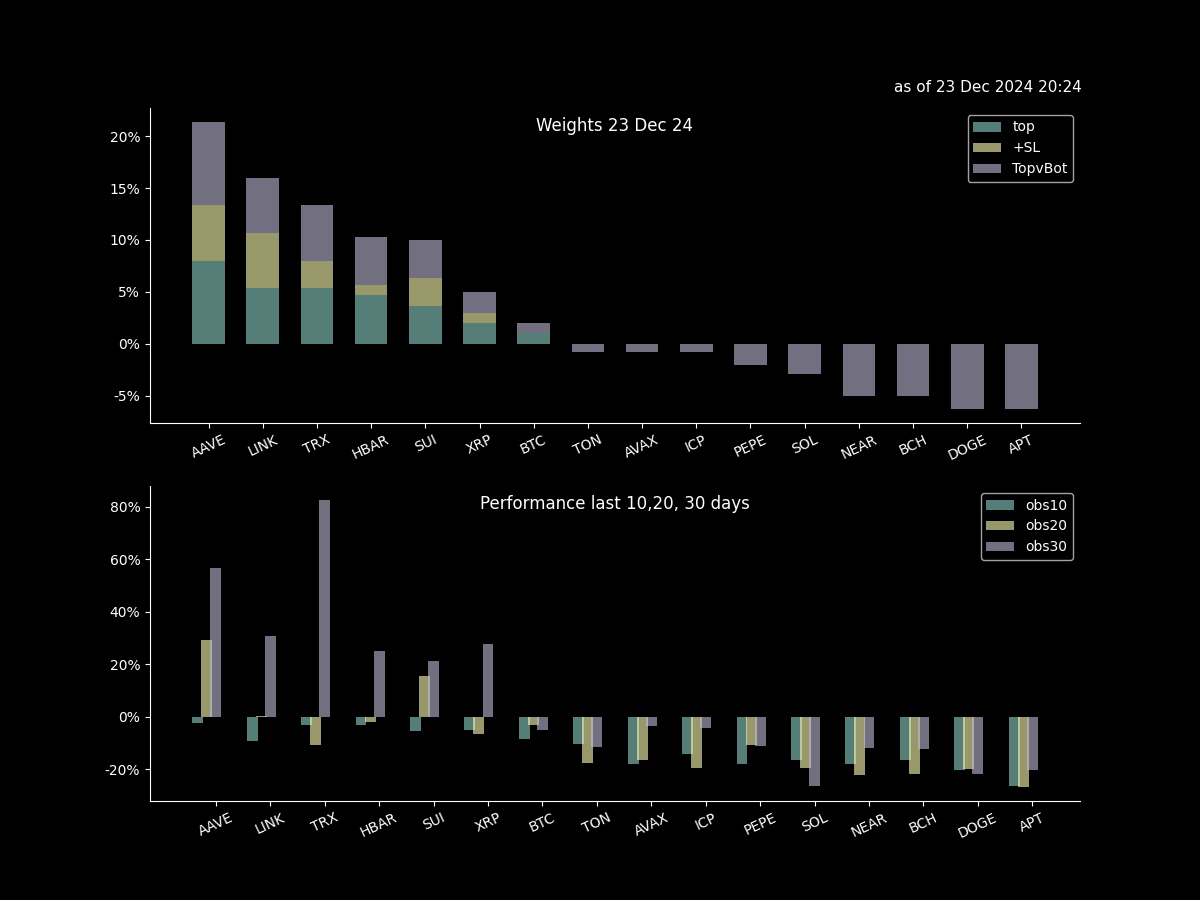 as of 23 Dec 2024 20:24
Weights 23 Dec 24
top
+SL
TopvBot
20%
15%
10%
5%
0%
-5%
AAVE LINK TRX HBAR SUI XRP BTC TON AVAX ICP PEPE SOL NEAR BCH DOGE APT
Performance last 10,20, 30 days
obs10
obs20
obs30
80%
60%
40%
20%
0%
-20%
AAVE LINK TRX HBAR SUI XRP BTC TON AVAX ICP PEPE SOL NEAR BCH DOGE APT